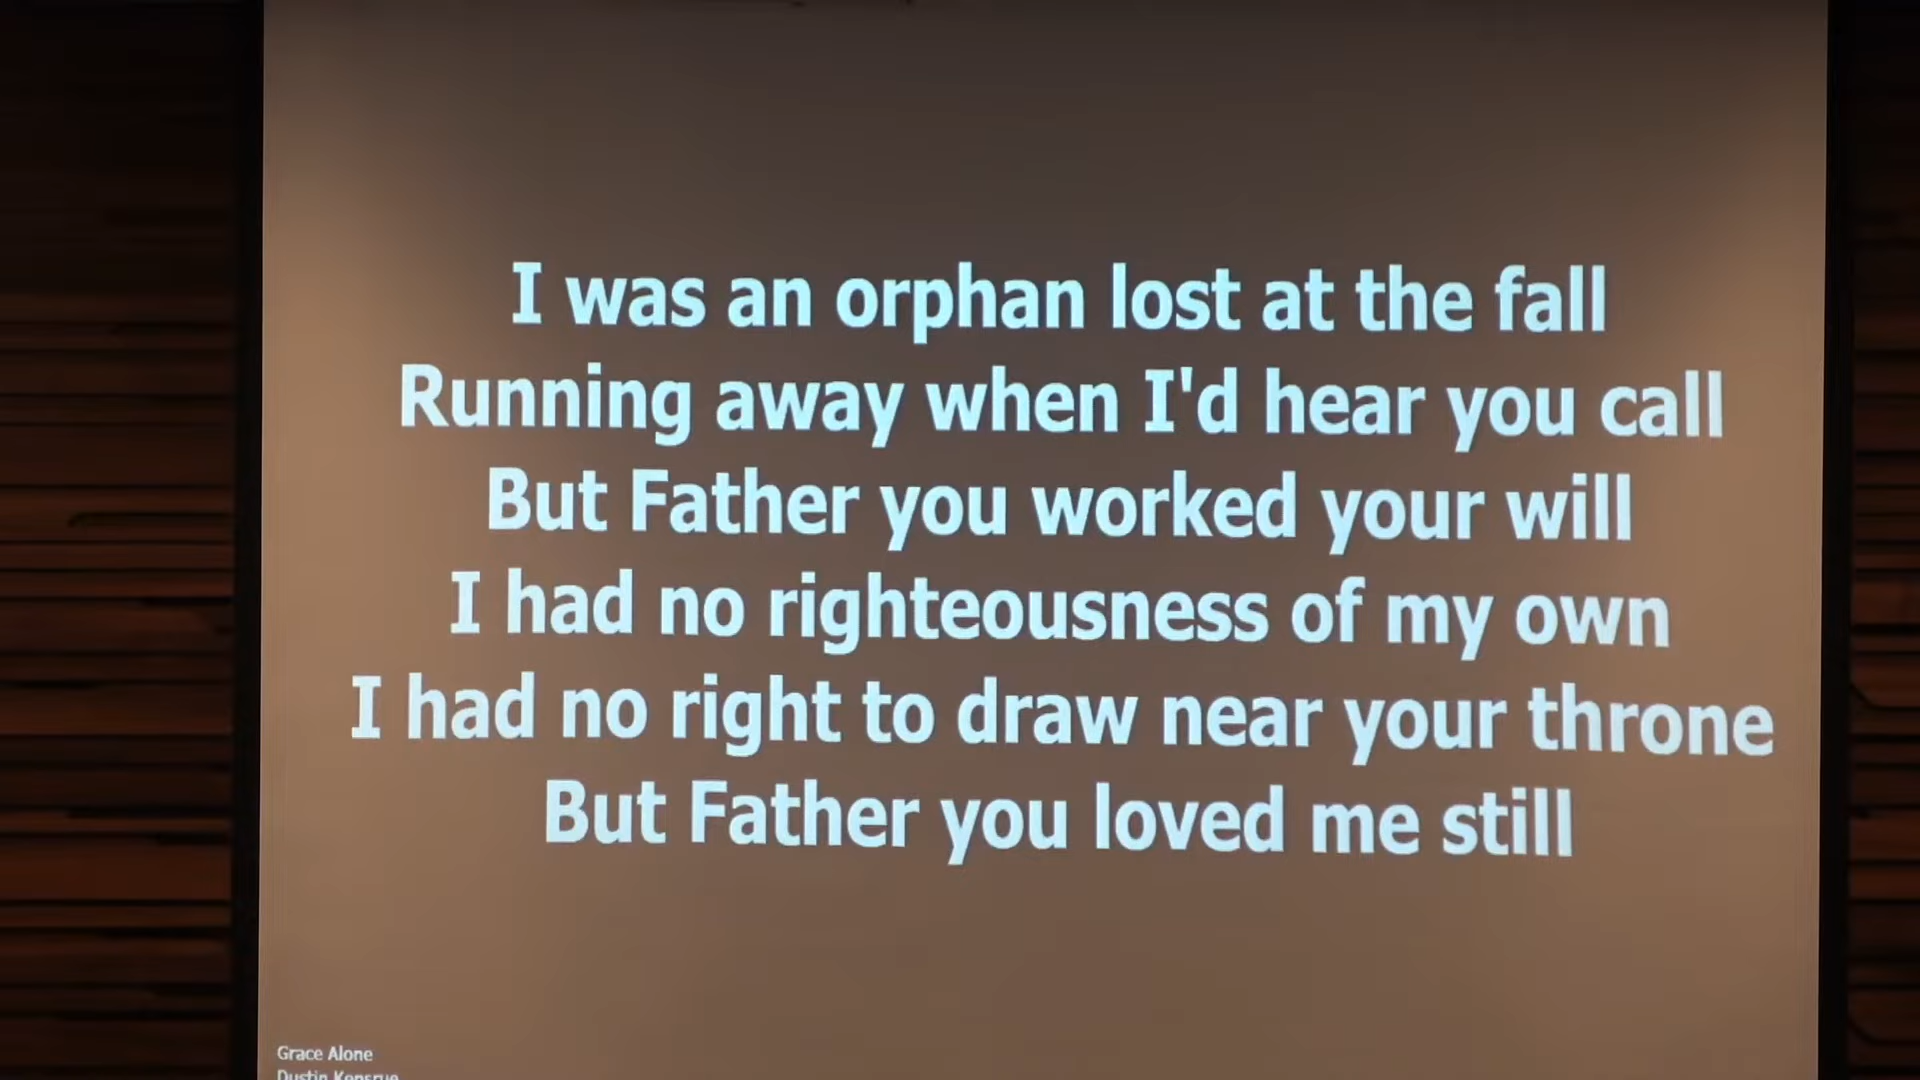 I was an orphan lost at the fall
Running away when I'd hear you call
But Father you worked your will
I had no righteousness of my own
I had no right to draw near your throne
But Father you loved me still
Grace Alone
Dustin Kensrue